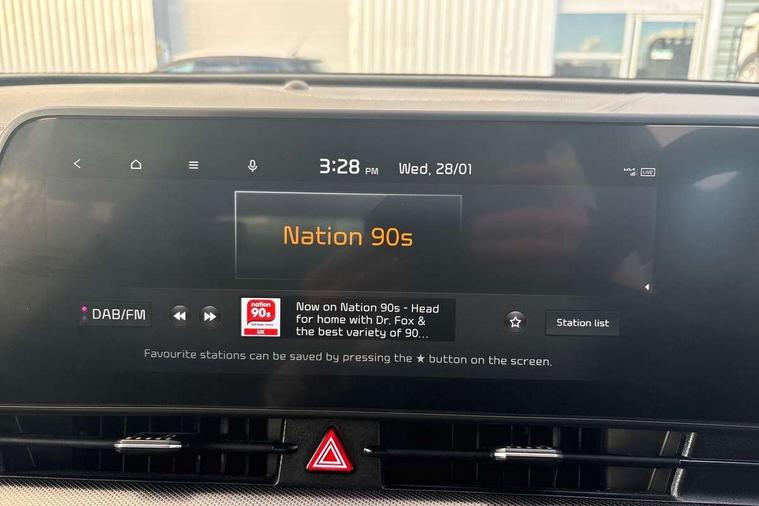 3:28 PM Wed, 28/01
LIVE
Nation 90s
DAB/FM
nation
90s
UK
Now on Nation 90s - Head
for home with Dr. Fox &
the best variety of 90...
Station list
Favourite stations can be saved by pressing the ★ button on the screen.